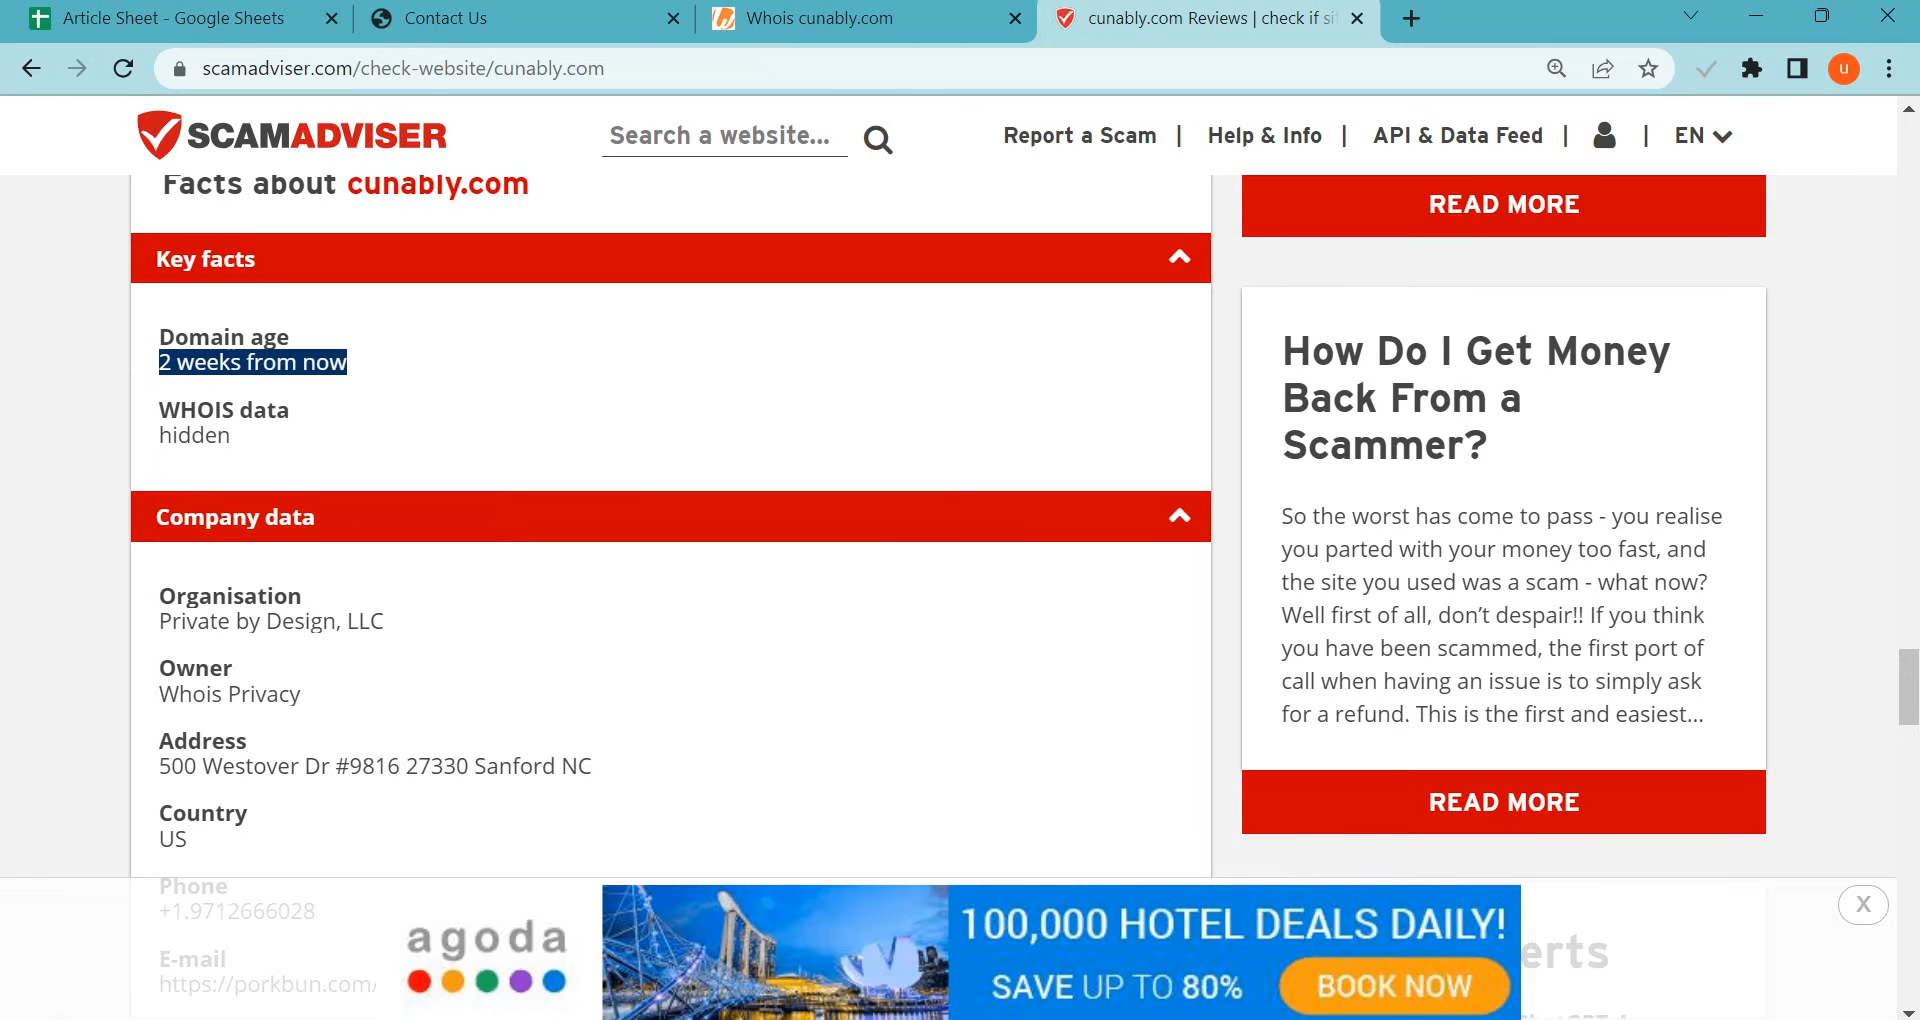 Article Sheet - Google Sheets
Contact Us
Whois cunably.com
cunably.com Reviews | check if si
scamadviser.com/check-website/cunably.com
u
SCAMADVISER
Search a website...
Report a Scam | Help & Info | API & Data Feed | | EN
Facts about cunably.com
Key facts
Domain age
2 weeks from now
WHOIS data
hidden
Company data
Organisation
Private by Design, LLC
Owner
Whois Privacy
Address
500 Westover Dr #9816 27330 Sanford NC
Country
US
Phone
+1.9712666028
E-mail
https://porkbun.com/
READ MORE
How Do I Get Money
Back From a
Scammer?
So the worst has come to pass - you realise
you parted with your money too fast, and
the site you used was a scam - what now?
Well first of all, don’t despair!! If you think
you have been scammed, the first port of
call when having an issue is to simply ask
for a refund. This is the first and easiest...
READ MORE
erts
agoda
100,000 HOTEL DEALS DAILY!
SAVE UP TO 80%
BOOK NOW
X